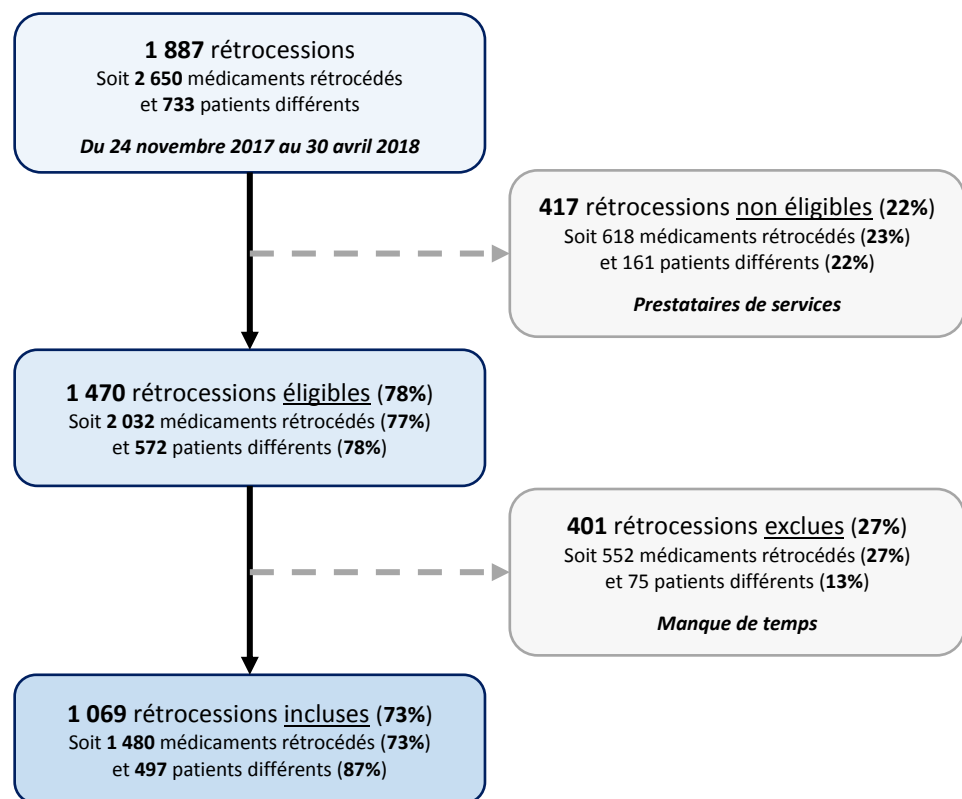 1 887 rétrocessions
Soit 2 650 médicaments rétrocédés
et 733 patients différents
Du 24 novembre 2017 au 30 avril 2018
417 rétrocessions non éligibles (22%)
Soit 618 médicaments rétrocédés (23%)
et 161 patients différents (22%)
Prestataires de services
1 470 rétrocessions éligibles (78%)
Soit 2 032 médicaments rétrocédés (77%)
et 572 patients différents (78%)
401 rétrocessions exclues (27%)
Soit 552 médicaments rétrocédés (27%)
et 75 patients différents (13%)
Manque de temps
1 069 rétrocessions incluses (73%)
Soit 1 480 médicaments rétrocédés (73%)
et 497 patients différents (87%)